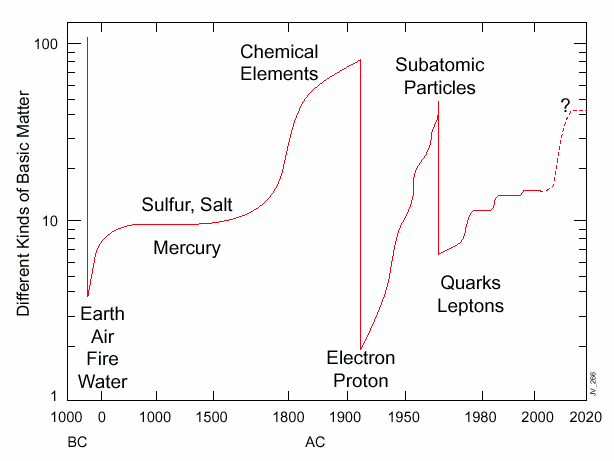 Different Kinds of Basic Matter
100
10
1
Chemical
Elements
Subatomic
Particles
?
Sulfur, Salt
Mercury
Earth
Air
Fire
Water
Quarks
Leptons
Electron
Proton
JV_266
1000 0 1000 1500 1800 1900 1950 1980 2000 2020
BC AC